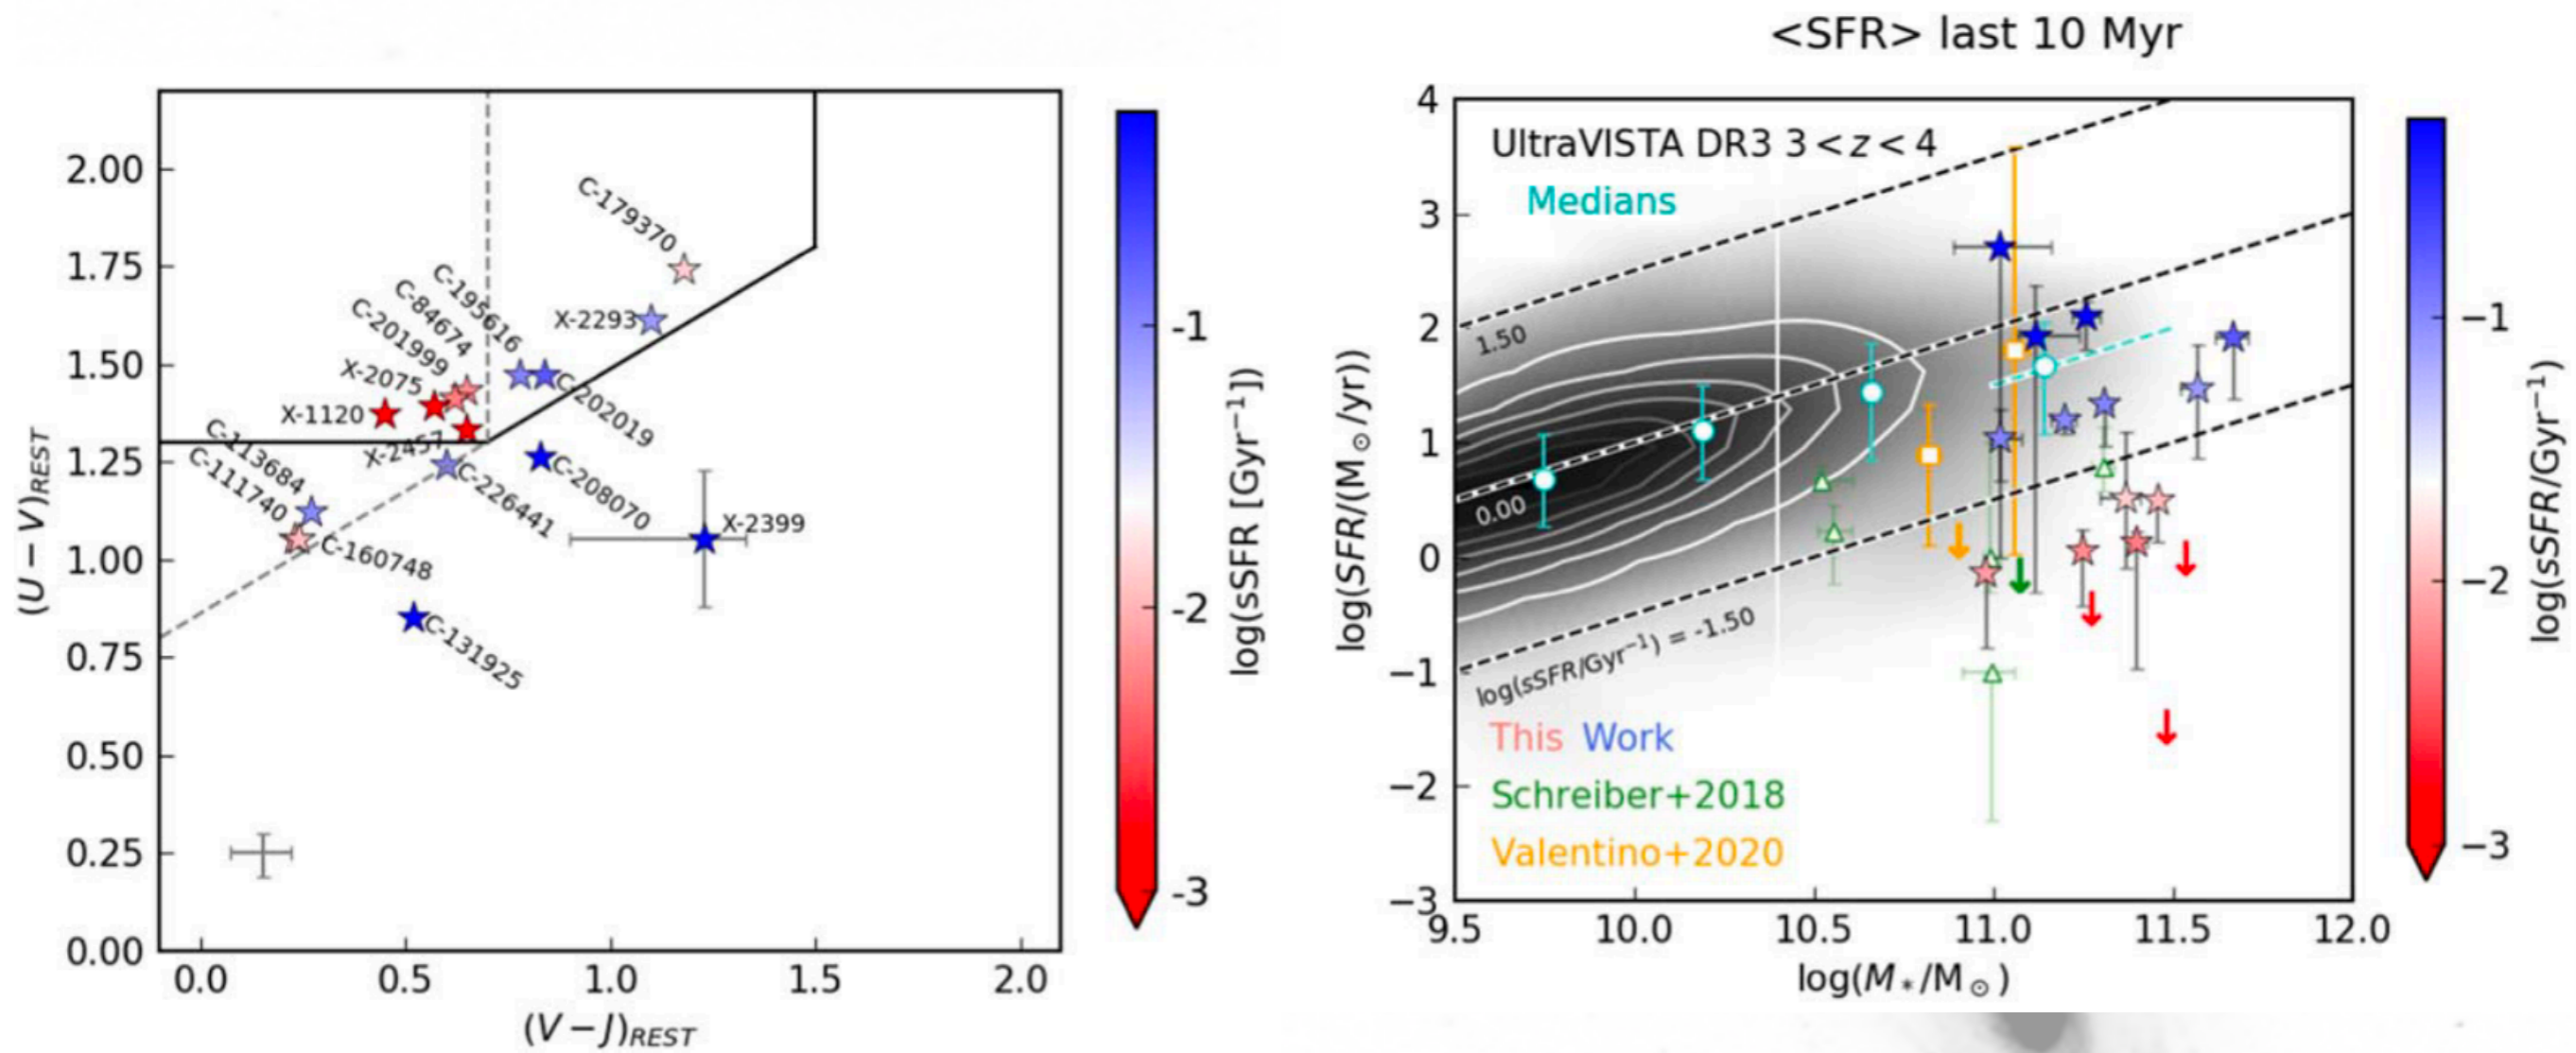 <SFR> last 10 Myr
2.00
1.75
1.50
1.25
1.00
0.75
0.50
0.25
0.00
(U − V)REST
0.0 0.5 1.0 1.5 2.0
(V − J)REST
C-179370
X-2293
C-195616
C-84674
C-201999
X-2075
X-1120
C-202019
X-2457
C-113684
C-111740
C-226441
C-208070
X-2399
C-160748
C-131925
-1
-2
-3
log(sSFR [Gyr⁻¹])
4
3
2
1
0
−1
−2
−3
log(SFR/(M⊙/yr))
UltraVISTA DR3 3 < z < 4
Medians
1.50
0.00
log(sSFR/Gyr⁻¹) = -1.50
This Work
Schreiber+2018
Valentino+2020
9.5 10.0 10.5 11.0 11.5 12.0
log(M*/M⊙)
−1
−2
−3
log(sSFR/Gyr⁻¹)